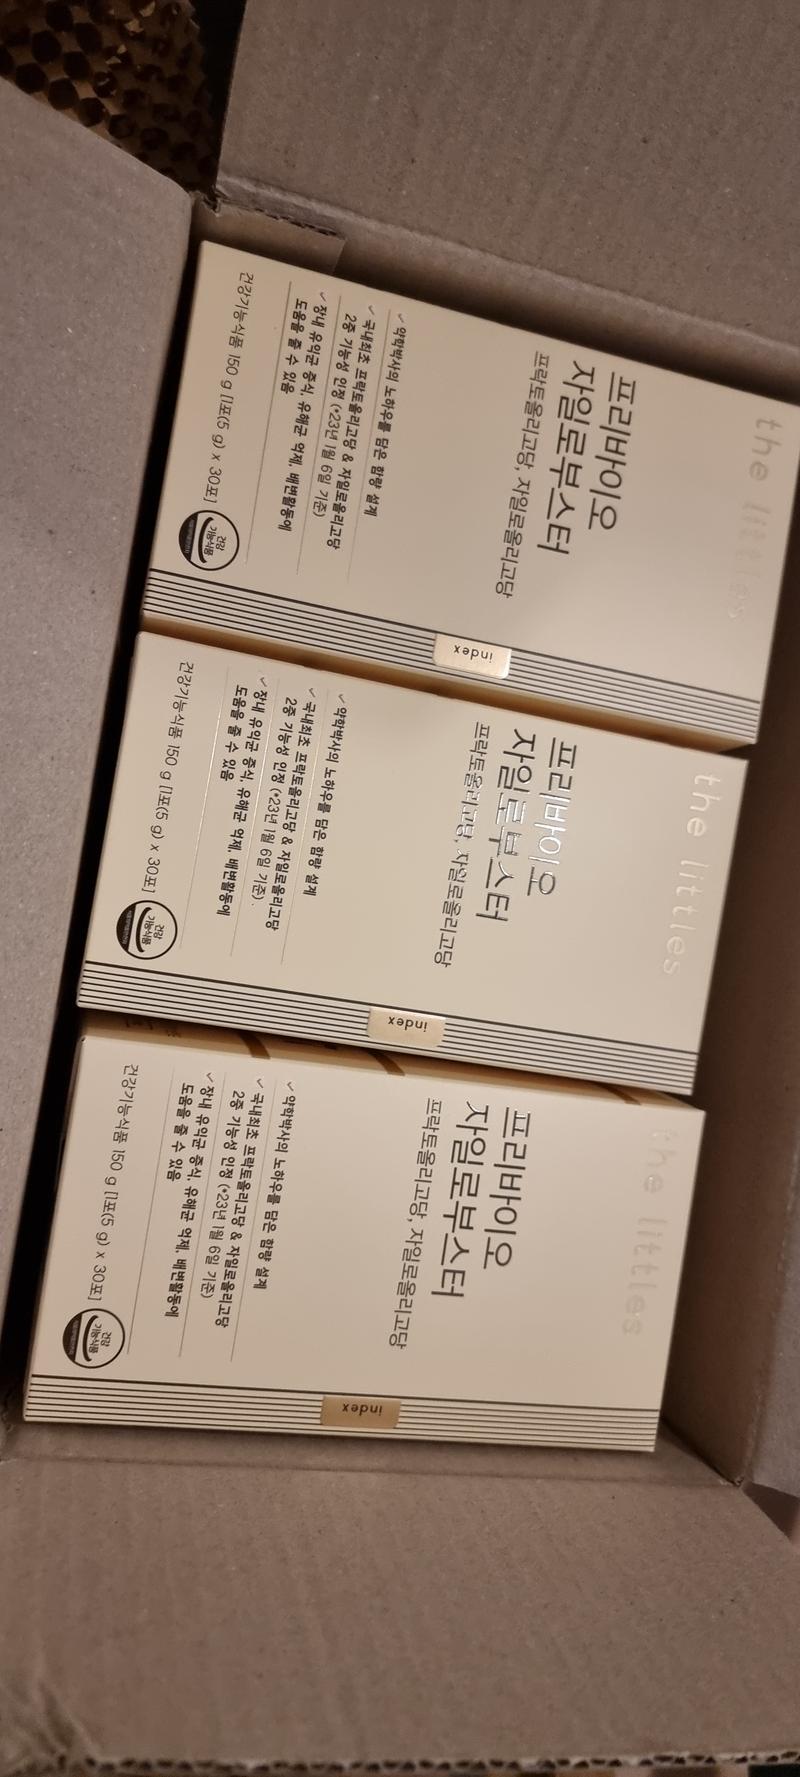 the littles
프리바이오
자일로부스터
프락토올리고당, 자일로올리고당
✓ 약학박사의 노하우를 담은 함량 설계
✓ 국내최초 프락토올리고당 & 자일로올리고당
2종 기능성 인정 (*23년 1월 6일 기준)
✓ 장내 유익균 증식, 유해균 억제, 배변활동에
도움을 줄 수 있음
건강기능식품 150 g [1포(5 g) x 30포]
건강
기능식품
index
the littles
프리바이오
자일로부스터
프락토올리고당, 자일로올리고당
✓ 약학박사의 노하우를 담은 함량 설계
✓ 국내최초 프락토올리고당 & 자일로올리고당
2종 기능성 인정 (*23년 1월 6일 기준)
✓ 장내 유익균 증식, 유해균 억제, 배변활동에
도움을 줄 수 있음
건강기능식품 150 g [1포(5 g) x 30포]
건강
기능식품
index
the littles
프리바이오
자일로부스터
프락토올리고당, 자일로올리고당
✓ 약학박사의 노하우를 담은 함량 설계
✓ 국내최초 프락토올리고당 & 자일로올리고당
2종 기능성 인정 (*23년 1월 6일 기준)
✓ 장내 유익균 증식, 유해균 억제, 배변활동에
도움을 줄 수 있음
건강기능식품 150 g [1포(5 g) x 30포]
건강
기능식품
index